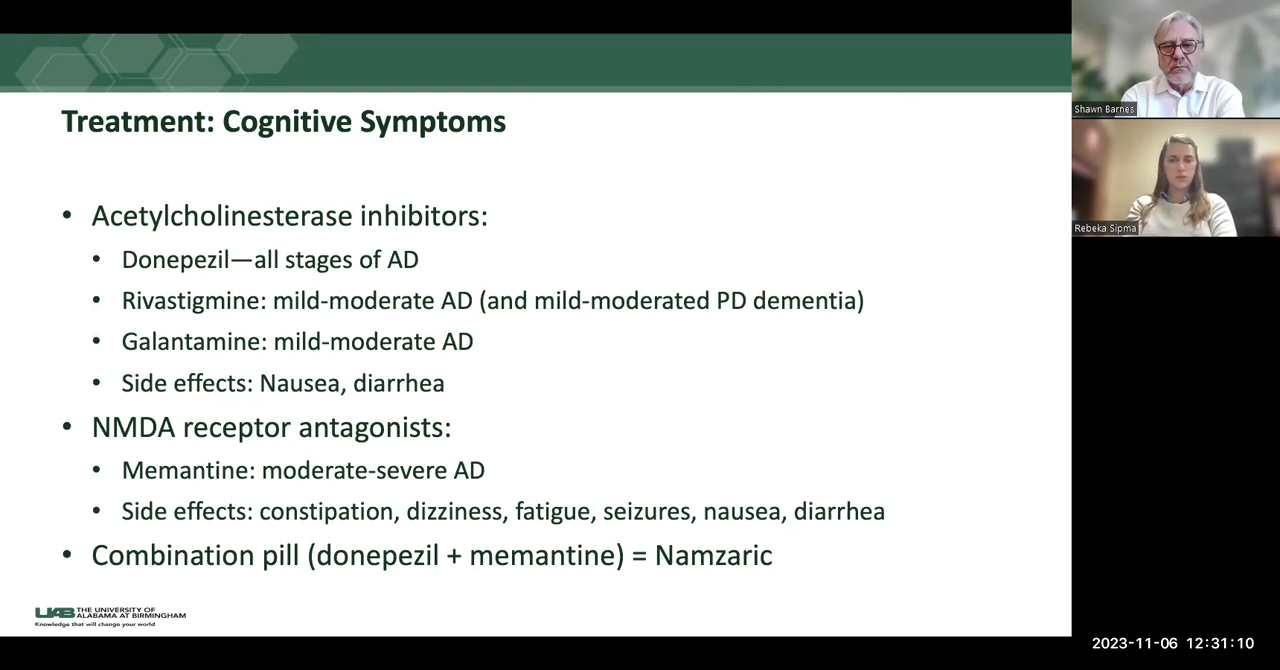 Treatment: Cognitive Symptoms
• Acetylcholinesterase inhibitors:
• Donepezil—all stages of AD
• Rivastigmine: mild-moderate AD (and mild-moderated PD dementia)
• Galantamine: mild-moderate AD
• Side effects: Nausea, diarrhea
• NMDA receptor antagonists:
• Memantine: moderate-severe AD
• Side effects: constipation, dizziness, fatigue, seizures, nausea, diarrhea
• Combination pill (donepezil + memantine) = Namzaric
UAB THE UNIVERSITY OF
ALABAMA AT BIRMINGHAM
Knowledge that will change your world
Shawn Barnes
Rebeka Sipma
2023-11-06 12:31:10